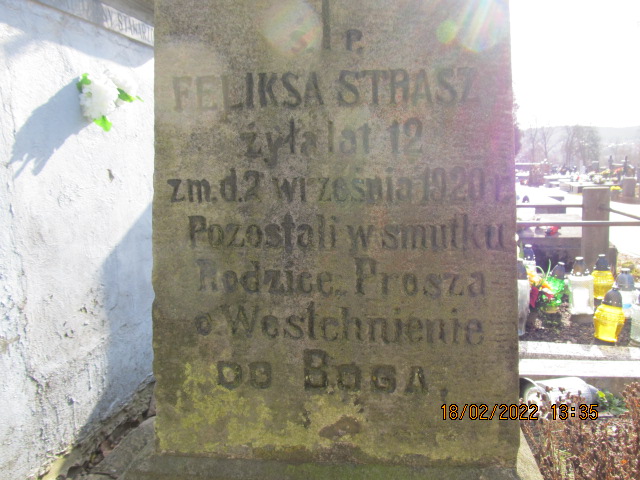 Ś. P.
FELIKSA STRASZ
żyła lat 12
zm.d.2 września 1920 r.
Pozostali w smutku
Rodzice Prosza
o Westchnienie
DO BOGA
18/02/2022 13:35